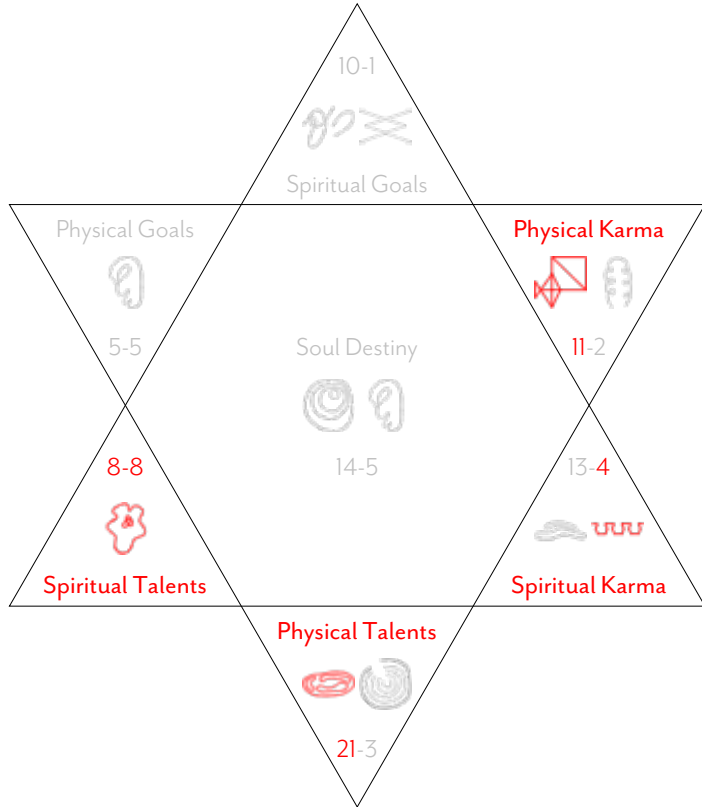 10-1
Spiritual Goals
Physical Goals
5-5
Physical Karma
11-2
Soul Destiny
14-5
8-8
Spiritual Talents
13-4
Spiritual Karma
Physical Talents
21-3